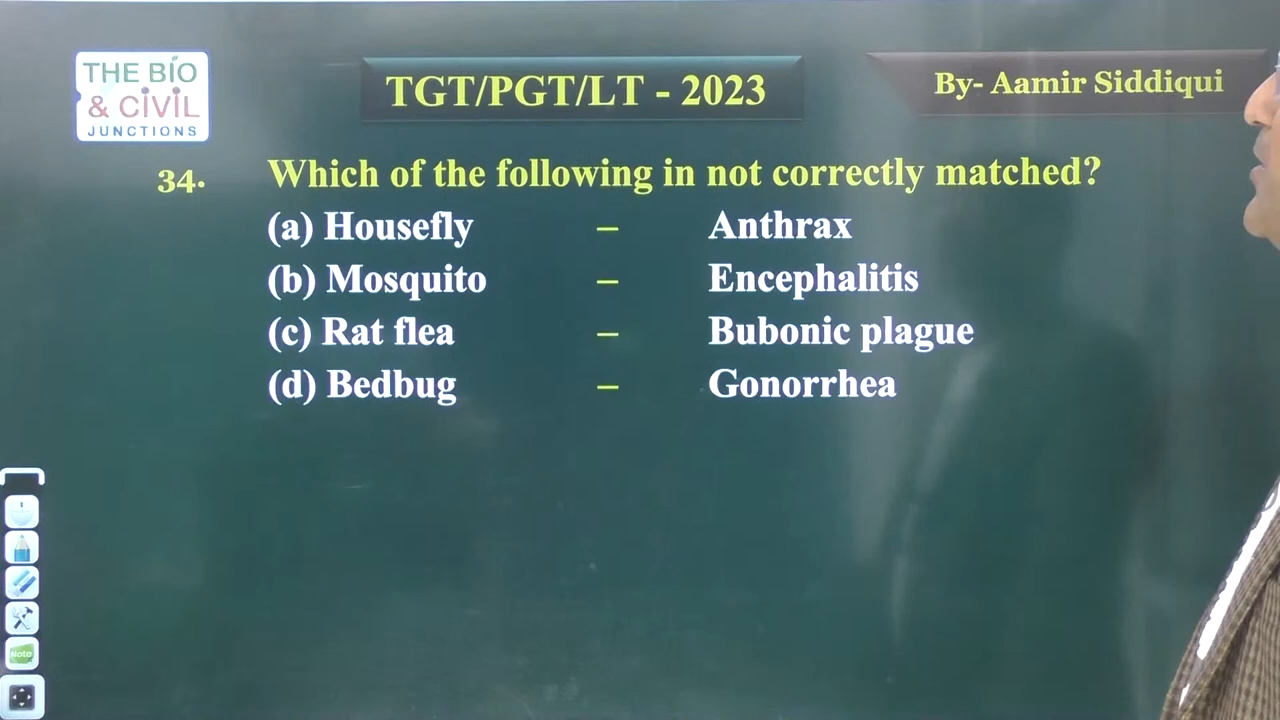 THE BIO
& CIVIL
JUNCTIONS
TGT/PGT/LT - 2023
By- Aamir Siddiqui
34. Which of the following in not correctly matched?
(a) Housefly – Anthrax
(b) Mosquito – Encephalitis
(c) Rat flea – Bubonic plague
(d) Bedbug – Gonorrhea
Note